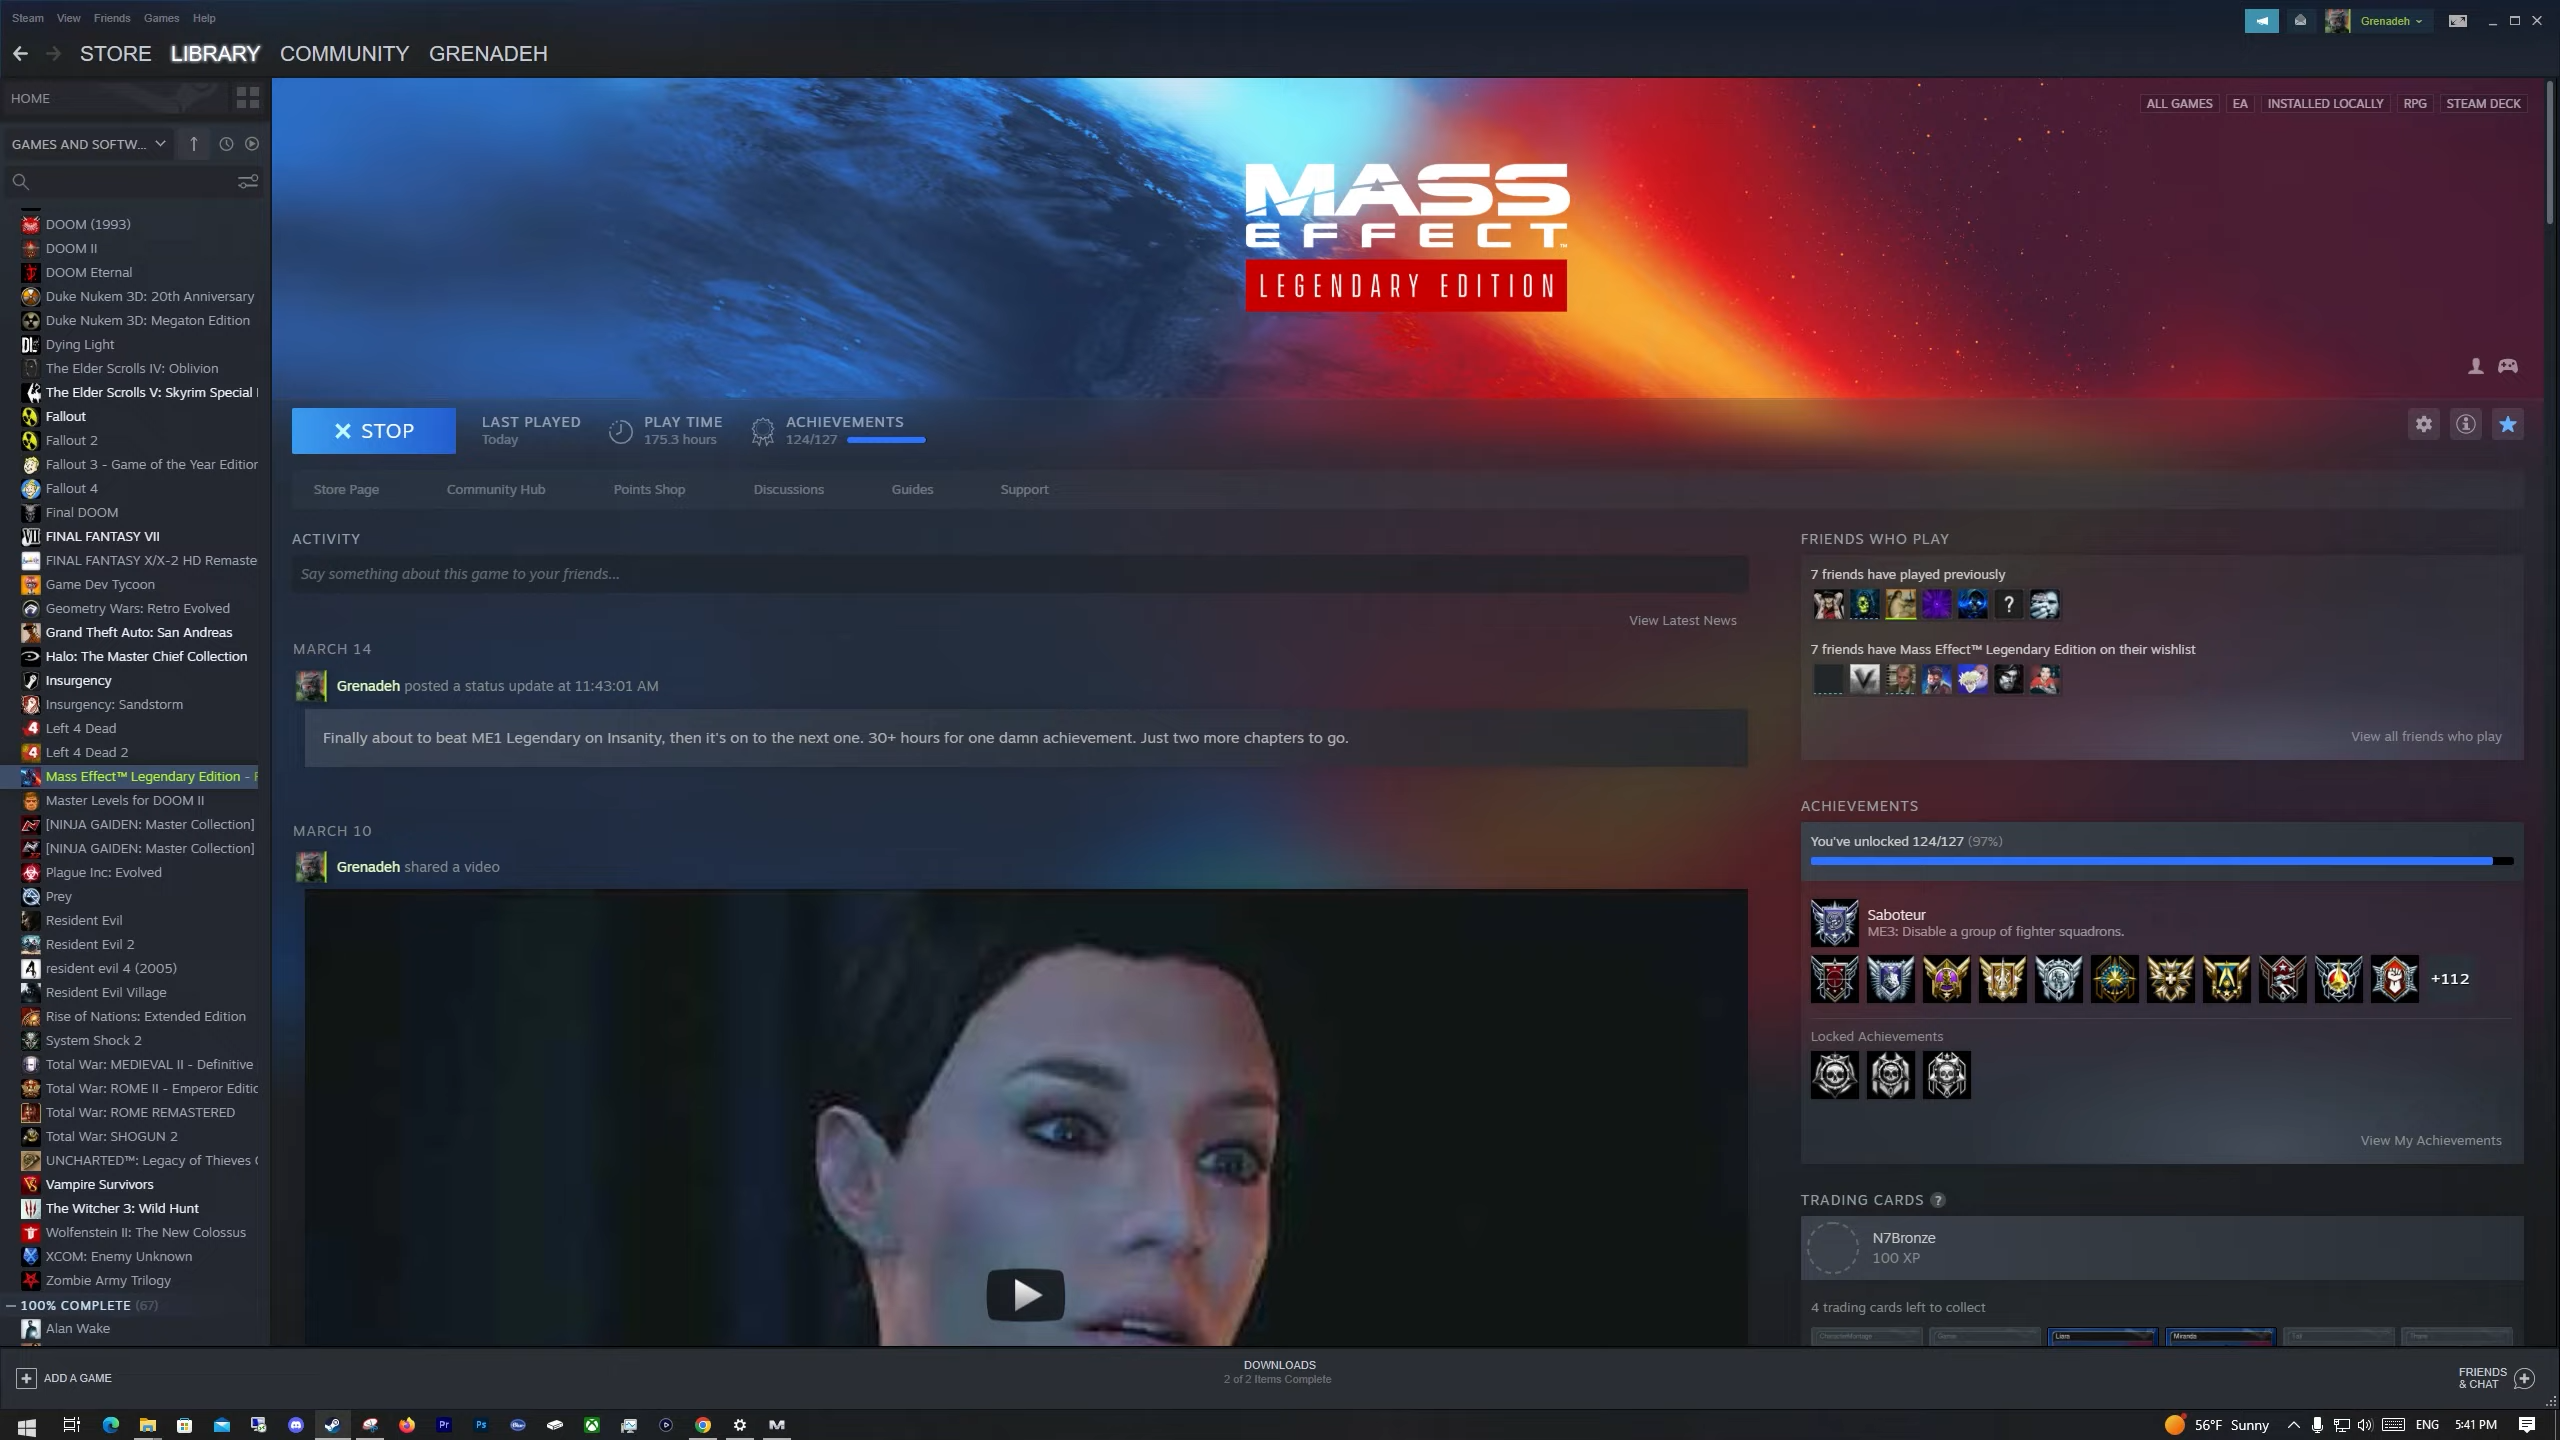 Steam View Friends Games Help
Grenadeh
STORE LIBRARY COMMUNITY GRENADEH
HOME
GAMES AND SOFTW...
DOOM (1993)
DOOM II
DOOM Eternal
Duke Nukem 3D: 20th Anniversary
Duke Nukem 3D: Megaton Edition
Dying Light
The Elder Scrolls IV: Oblivion
The Elder Scrolls V: Skyrim Special
Fallout
Fallout 2
Fallout 3 - Game of the Year Edition
Fallout 4
Final DOOM
FINAL FANTASY VII
FINAL FANTASY X/X-2 HD Remaste
Game Dev Tycoon
Geometry Wars: Retro Evolved
Grand Theft Auto: San Andreas
Halo: The Master Chief Collection
Insurgency
Insurgency: Sandstorm
Left 4 Dead
Left 4 Dead 2
Mass Effect™ Legendary Edition -
Master Levels for DOOM II
[NINJA GAIDEN: Master Collection]
[NINJA GAIDEN: Master Collection]
Plague Inc: Evolved
Prey
Resident Evil
Resident Evil 2
resident evil 4 (2005)
Resident Evil Village
Rise of Nations: Extended Edition
System Shock 2
Total War: MEDIEVAL II - Definitive
Total War: ROME II - Emperor Editic
Total War: ROME REMASTERED
Total War: SHOGUN 2
UNCHARTED™: Legacy of Thieves
Vampire Survivors
The Witcher 3: Wild Hunt
Wolfenstein II: The New Colossus
XCOM: Enemy Unknown
Zombie Army Trilogy
100% COMPLETE (67)
Alan Wake
ALL GAMES EA INSTALLED LOCALLY RPG STEAM DECK
MASS
EFFECT™
LEGENDARY EDITION
STOP
LAST PLAYED
Today
PLAY TIME
175.3 hours
ACHIEVEMENTS
124/127
Store Page Community Hub Points Shop Discussions Guides Support
ACTIVITY
Say something about this game to your friends...
View Latest News
MARCH 14
Grenadeh posted a status update at 11:43:01 AM
Finally about to beat ME1 Legendary on Insanity, then it's on to the next one. 30+ hours for one damn achievement. Just two more chapters to go.
MARCH 10
Grenadeh shared a video
FRIENDS WHO PLAY
7 friends have played previously
?
7 friends have Mass Effect™ Legendary Edition on their wishlist
View all friends who play
ACHIEVEMENTS
You've unlocked 124/127 (97%)
Saboteur
ME3: Disable a group of fighter squadrons.
+112
Locked Achievements
View My Achievements
TRADING CARDS ?
N7Bronze
100 XP
4 trading cards left to collect
Liara Miranda
ADD A GAME
DOWNLOADS
2 of 2 Items Complete
FRIENDS
& CHAT
Pr Ps
56°F Sunny ENG 5:41 PM